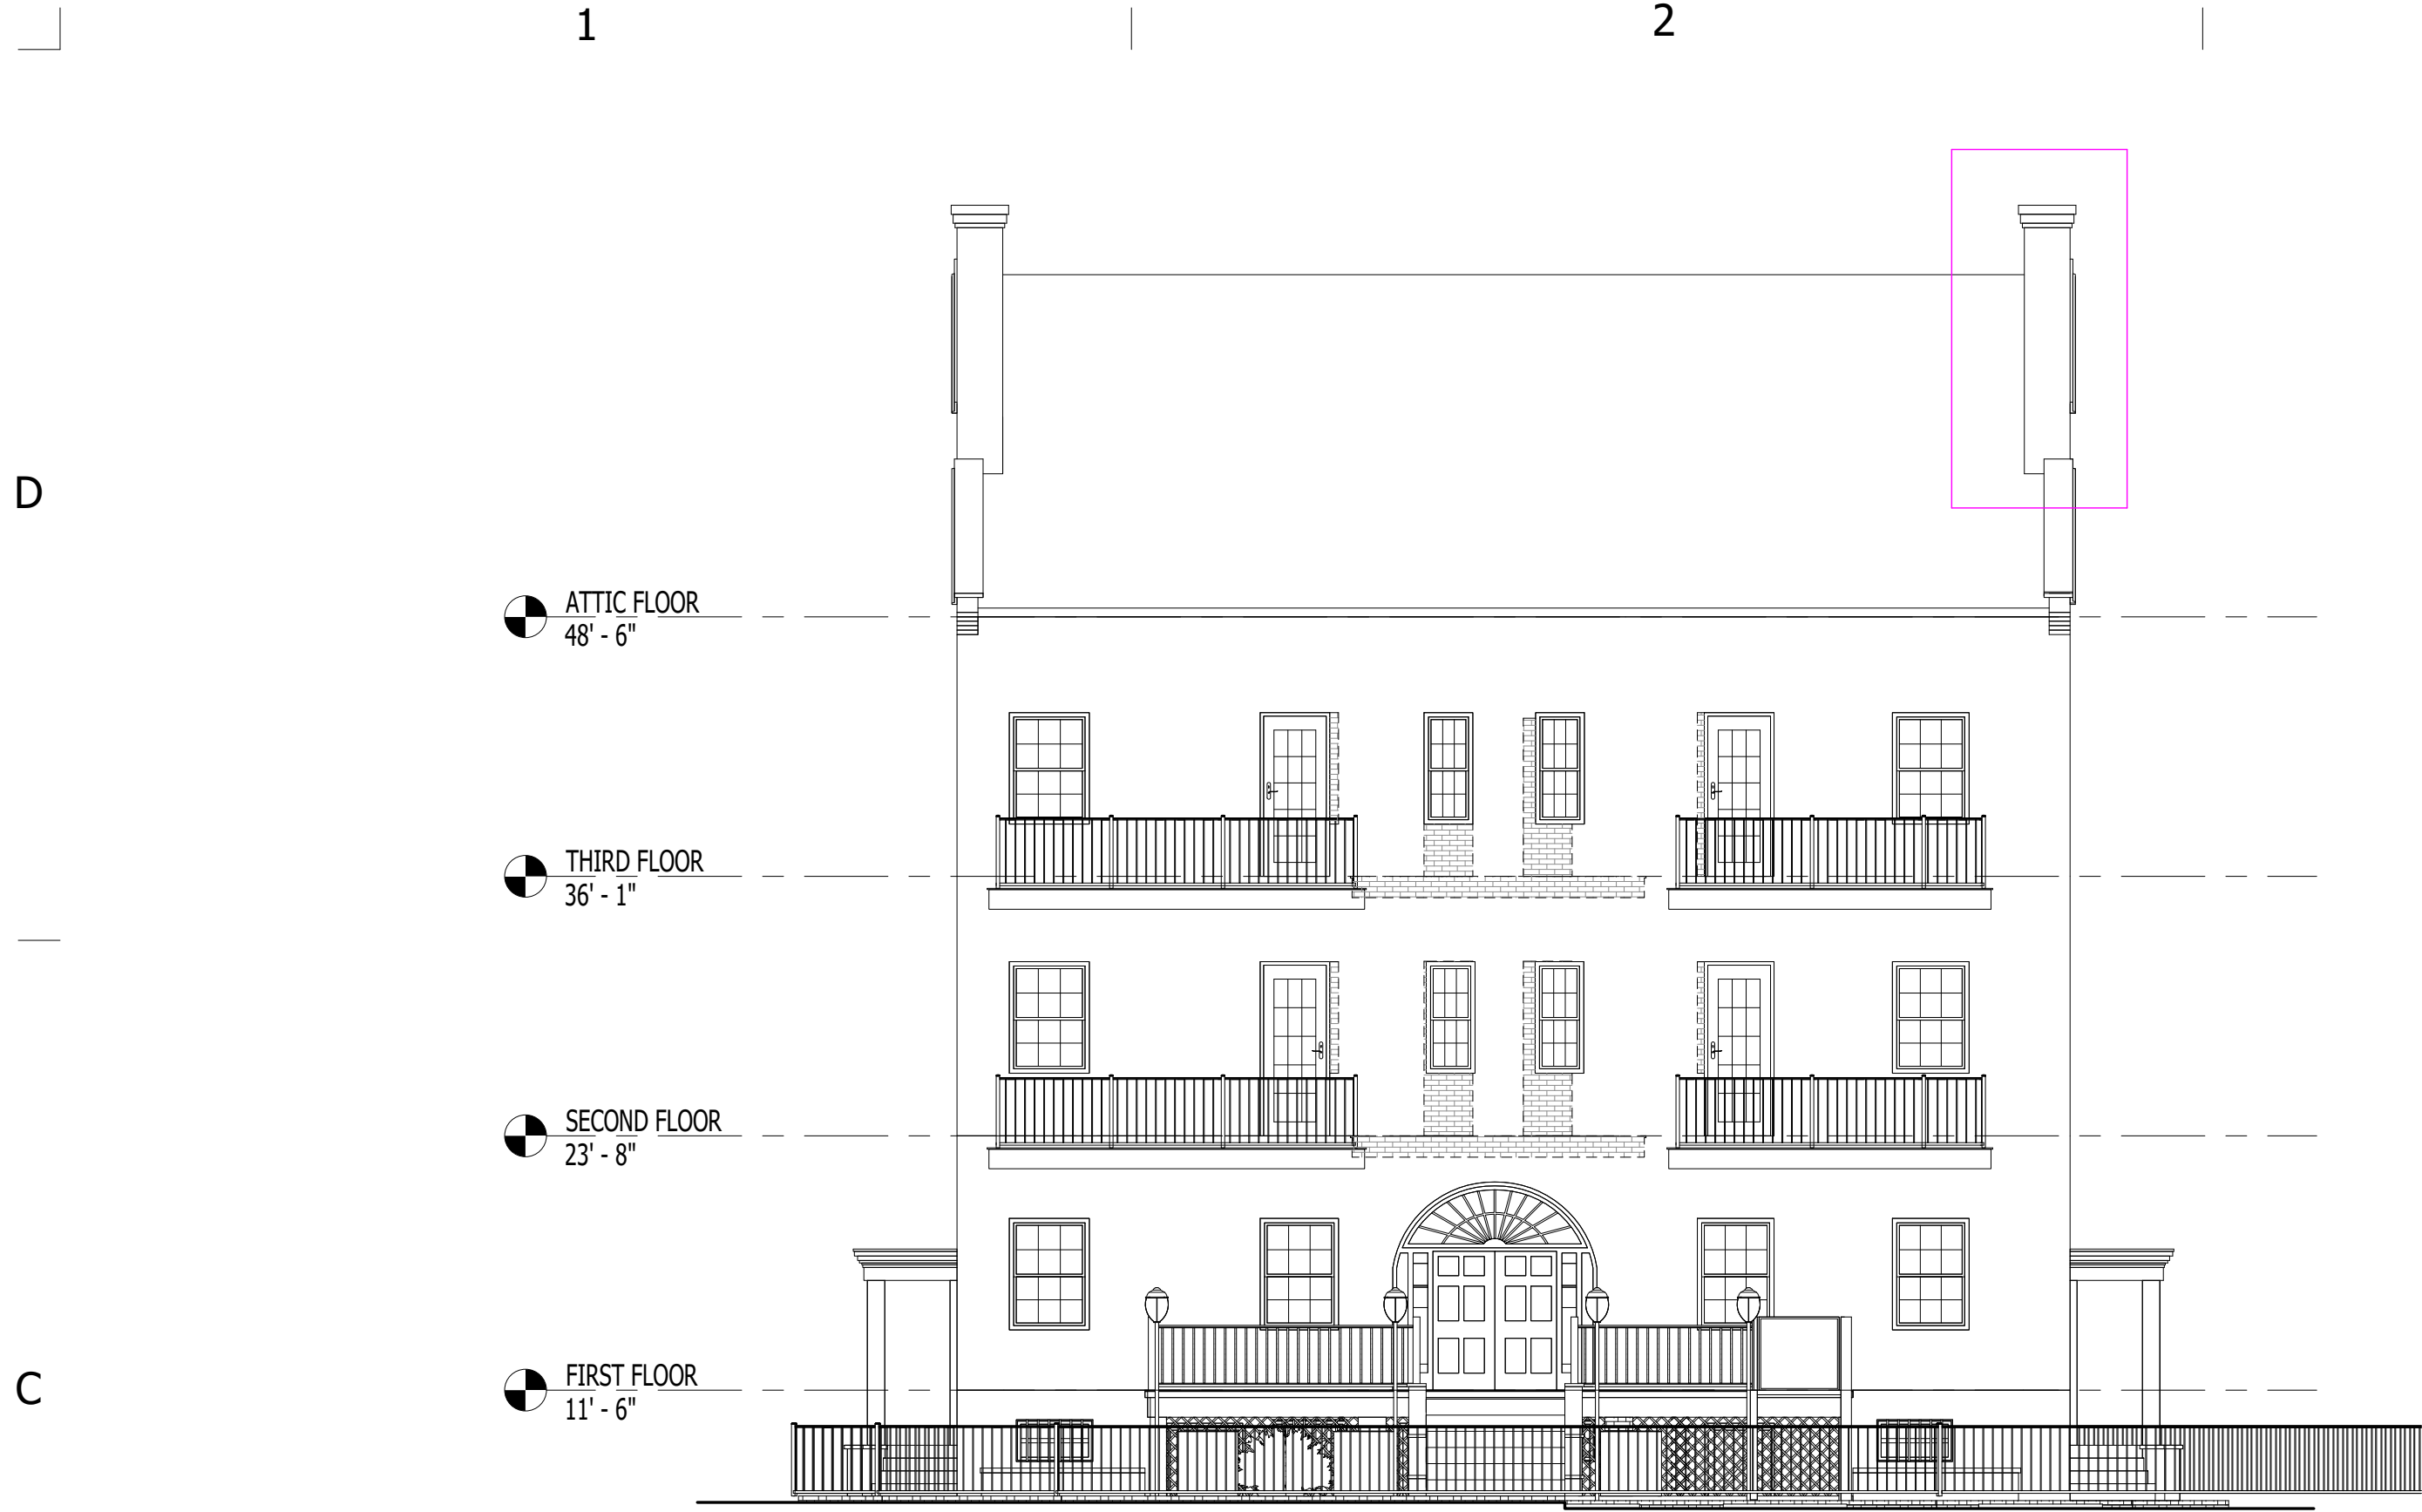 1
2
D
ATTIC FLOOR
48' - 6"
THIRD FLOOR
36' - 1"
SECOND FLOOR
23' - 8"
C
FIRST FLOOR
11' - 6"